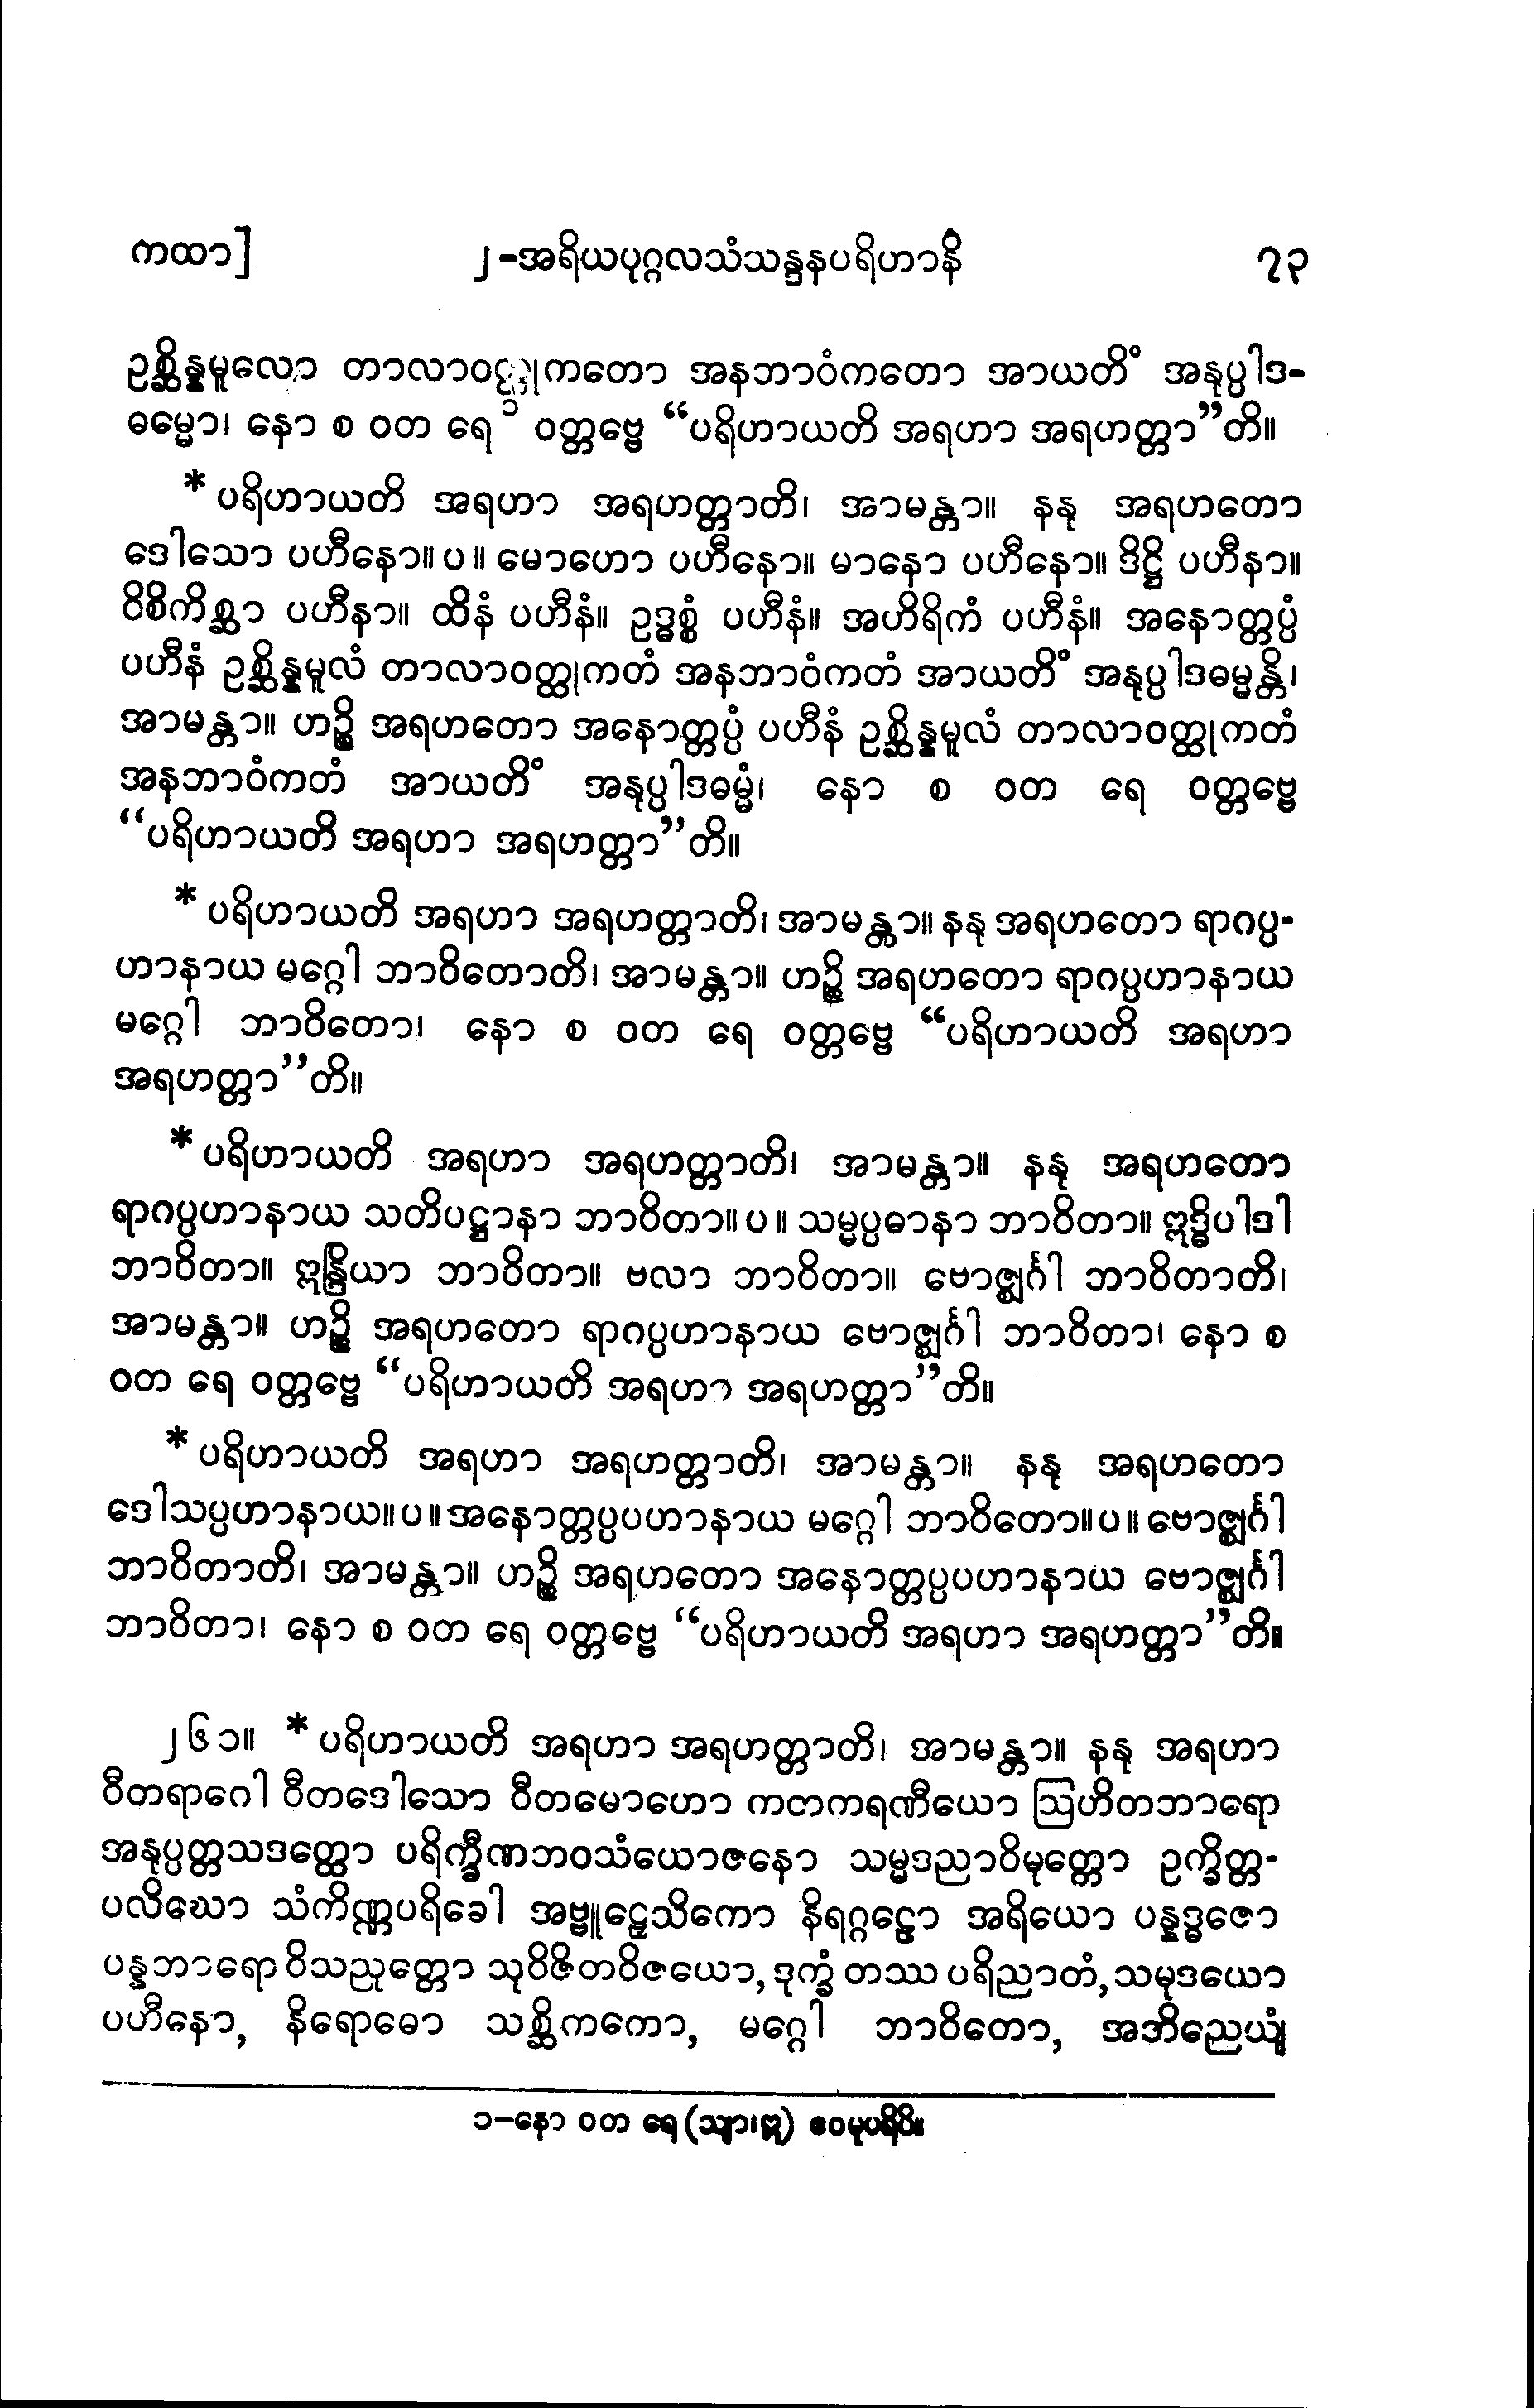 ကထာ] ၂-အရိယပုဂ္ဂလသံသန္ဒနပရိဟာနိ ၇၃
ဥစ္ဆိန္နမူလော တာလာဝတ္ထုကတော အနဘာဝံကတော အာယတိံ အနုပ္ပါဒ-
ဓမ္မော၊ နော စ ဝတ ရေ ၁ ဝတ္တဗ္ဗေ “ပရိဟာယတိ အရဟာ အရဟတ္တာ”တိ။
* ပရိဟာယတိ အရဟာ အရဟတ္တာတိ၊ အာမန္တာ။ နနု အရဟတော
ဒေါသော ပဟီနော။ ပ ။ မောဟော ပဟီနော။ မာနော ပဟီနော။ ဒိဋ္ဌိ ပဟီနာ။
ဝိစိကိစ္ဆာ ပဟီနာ။ ထိနံ ပဟီနံ။ ဥဒ္ဓစ္စံ ပဟီနံ။ အဟိရိကံ ပဟီနံ။ အနောတ္တပ္ပံ
ပဟီနံ ဥစ္ဆိန္နမူလံ တာလာဝတ္ထုကတံ အနဘာဝံကတံ အာယတိံ အနုပ္ပါဒဓမ္မန္တိ၊
အာမန္တာ။ ဟဉ္စိ အရဟတော အနောတ္တပ္ပံ ပဟီနံ ဥစ္ဆိန္နမူလံ တာလာဝတ္ထုကတံ
အနဘာဝံကတံ အာယတိံ အနုပ္ပါဒဓမ္မံ၊ နော စ ဝတ ရေ ဝတ္တဗ္ဗေ
“ပရိဟာယတိ အရဟာ အရဟတ္တာ”တိ။
* ပရိဟာယတိ အရဟာ အရဟတ္တာတိ၊ အာမန္တာ။ နနု အရဟတော ရာဂပ္ပ-
ဟာနာယ မဂ္ဂေါ ဘာဝိတောတိ၊ အာမန္တာ။ ဟဉ္စိ အရဟတော ရာဂပ္ပဟာနာယ
မဂ္ဂေါ ဘာဝိတော၊ နော စ ဝတ ရေ ဝတ္တဗ္ဗေ “ပရိဟာယတိ အရဟာ
အရဟတ္တာ”တိ။
* ပရိဟာယတိ အရဟာ အရဟတ္တာတိ၊ အာမန္တာ။ နနု အရဟတော
ရာဂပ္ပဟာနာယ သတိပဋ္ဌာနာ ဘာဝိတာ။ ပ ။ သမ္မပ္ပဓာနာ ဘာဝိတာ။ ဣဒ္ဓိပါဒါ
ဘာဝိတာ။ ဣန္ဒြိယာ ဘာဝိတာ။ ဗလာ ဘာဝိတာ။ ဗောဇ္ဈင်္ဂါ ဘာဝိတာတိ၊
အာမန္တာ။ ဟဉ္စိ အရဟတော ရာဂပ္ပဟာနာယ ဗောဇ္ဈင်္ဂါ ဘာဝိတာ၊ နော စ
ဝတ ရေ ဝတ္တဗ္ဗေ “ပရိဟာယတိ အရဟာ အရဟတ္တာ”တိ။
* ပရိဟာယတိ အရဟာ အရဟတ္တာတိ၊ အာမန္တာ။ နနု အရဟတော
ဒေါသပ္ပဟာနာယ။ ပ ။ အနောတ္တပ္ပပဟာနာယ မဂ္ဂေါ ဘာဝိတော။ ပ ။ ဗောဇ္ဈင်္ဂါ
ဘာဝိတာတိ၊ အာမန္တာ။ ဟဉ္စိ အရဟတော အနောတ္တပ္ပပဟာနာယ ဗောဇ္ဈင်္ဂါ
ဘာဝိတာ၊ နော စ ဝတ ရေ ဝတ္တဗ္ဗေ “ပရိဟာယတိ အရဟာ အရဟတ္တာ”တိ။
၂၆၁။ * ပရိဟာယတိ အရဟာ အရဟတ္တာတိ၊ အာမန္တာ။ နနု အရဟာ
ဝီတရာဂေါ ဝီတဒေါသော ဝီတမောဟော ကတကရဏီယော ဩဟိတဘာရော
အနုပ္ပတ္တသဒတ္ထော ပရိက္ခီဏဘဝသံယောဇနော သမ္မဒညာဝိမုတ္တော ဥက္ခိတ္တ-
ပလိဃော သံကိဏ္ဏပရိခေါ အဗ္ဗူဠှေသိကော နိရဂ္ဂဠော အရိယော ပန္နဒ္ဓဇော
ပန္နဘာရော ဝိသညုတ္တော သုဝိဇိတဝိဇယော, ဒုက္ခံ တဿ ပရိညာတံ, သမုဒယော
ပဟီနော, နိရောဓော သစ္ဆိကတော, မဂ္ဂေါ ဘာဝိတော, အဘိညေယျံ
၁-နော ဝတ ရေ (သျာ၊ဣ) ဧဝမုပရိပိ။